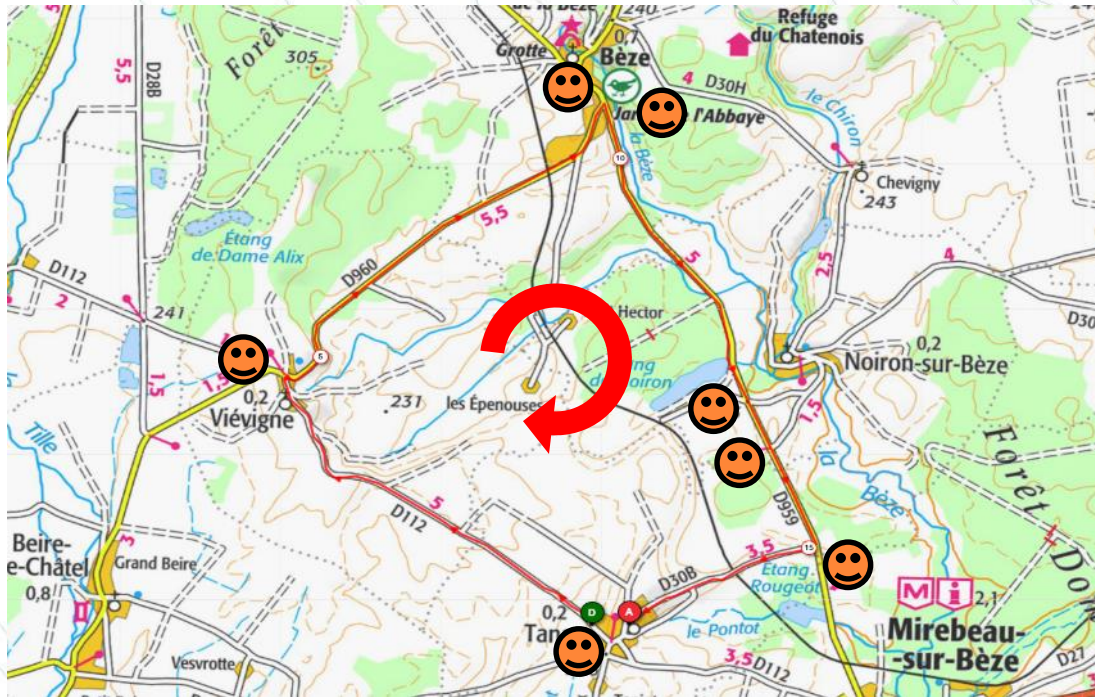 240
Refuge
du Chatenois
Grotte
0,7
Bèze
Forêt
305
5,5
D28B
4
D30H
le Chiron
l'Abbaye
la Bèze
10
Chevigny
243
5,5
Étang
de Dame Alix
D960
5
2,5
4
D112
2
241
Hector
D30
5
1,5
1,5
0,2
Viévigne
231
les Épenouses
0,2
Noiron-sur-Bèze
1,5
Tille
la
Bèze
Forêt
D959
5
D112
3
Beire-
Grand Beire
0,8
3,5
15
D30B
Étang
Rougeot
D
A
0,2
Tan
le Pontot
M i
2,1
Mirebeau-
-sur-Bèze
3,5
D112
D27
Vesvrotte